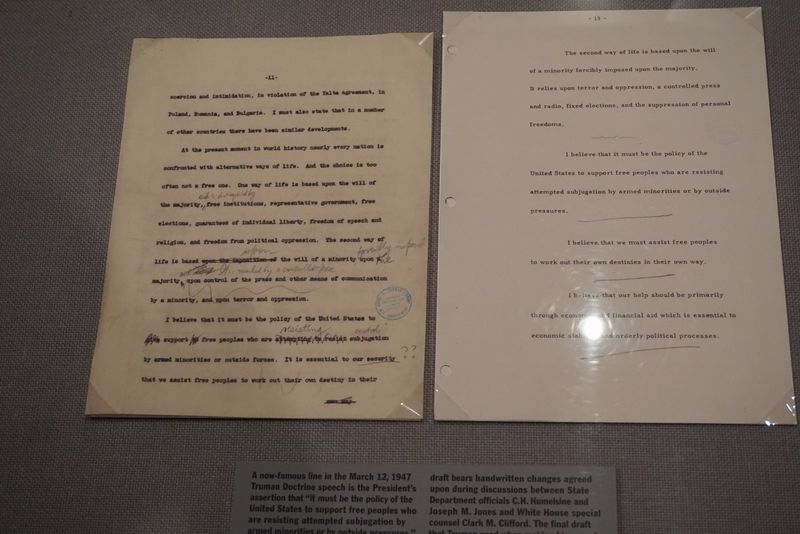 -11-
coercion and intimidation, in violation of the Yalta agreement, in
Poland, Rumania, and Bulgaria. I must also state that in a number
of other countries there have been similar developments.
At the present moment in world history nearly every nation is
confronted with alternative ways of life. And the choice is too
often not a free one. One way of life is based upon the will of
the majority, free institutions, representative government, free
elections, guarantees of individual liberty, freedom of speech and
religion, and freedom from political oppression. The second way of
upon
life is based upon the imposition of the will of a minority upon
majority, upon control of the press and other means of communication
by a minority, and upon terror and oppression.
I believe that it must be the policy of the United States to
resisting
support free peoples who are attempting to resist subjugation
by armed minorities or outside forces. It is essential to our security ??
that we assist free peoples to work out their own destiny in their
own way.
- 13 -
The second way of life is based upon the will
of a minority forcibly imposed upon the majority.
It relies upon terror and oppression, a controlled press
and radio, fixed elections, and the suppression of personal
freedoms.
I believe that it must be the policy of the
United States to support free peoples who are resisting
attempted subjugation by armed minorities or by outside
pressures.
I believe that we must assist free peoples
to work out their own destinies in their own way.
I believe that our help should be primarily
through economic and financial aid which is essential to
economic stability and orderly political processes.
A now-famous line in the March 12, 1947
Truman Doctrine speech is the President's
assertion that "it must be the policy of the
United States to support free peoples who
are resisting attempted subjugation by
armed minorities or by outside pressures."
draft bears handwritten changes agreed
upon during discussions between State
Department officials C.H. Humelsine and
Joseph M. Jones and White House special
counsel Clark M. Clifford. The final draft